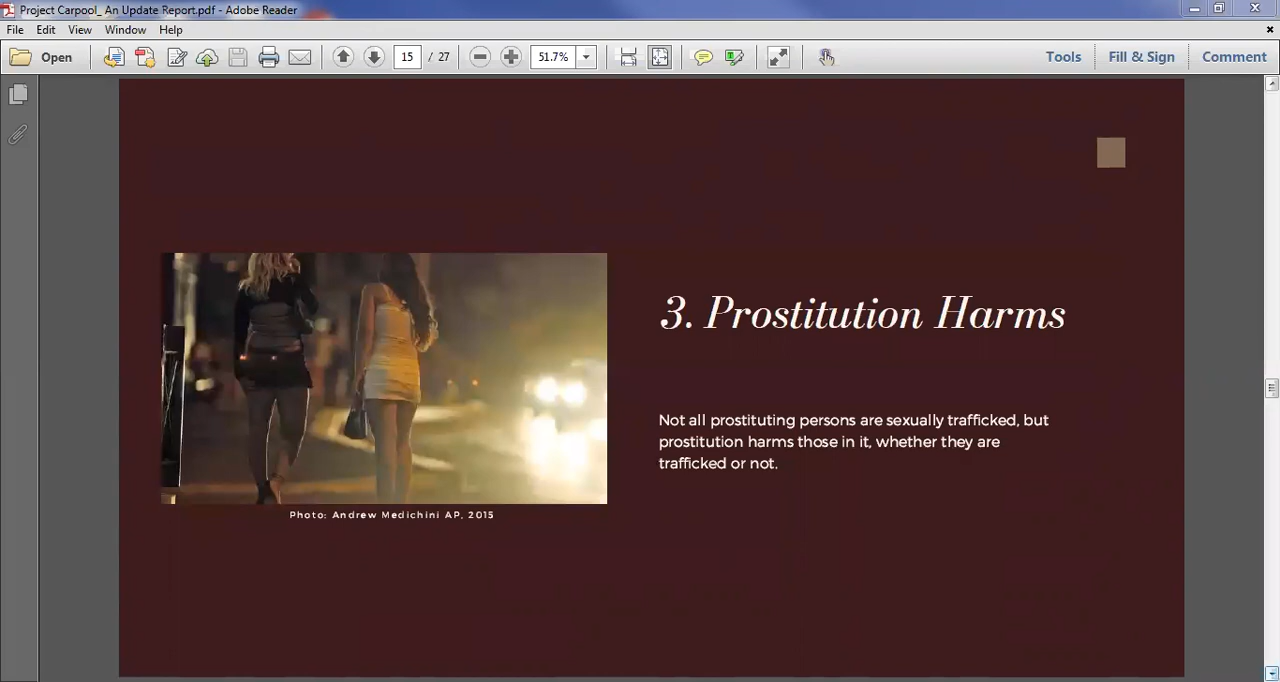 Project Carpool_ An Update Report.pdf - Adobe Reader
File Edit View Window Help
Open 15 / 27 51.7% Tools Fill & Sign Comment
3. Prostitution Harms
Not all prostituting persons are sexually trafficked, but
prostitution harms those in it, whether they are
trafficked or not.
Photo: Andrew Medichini AP, 2015